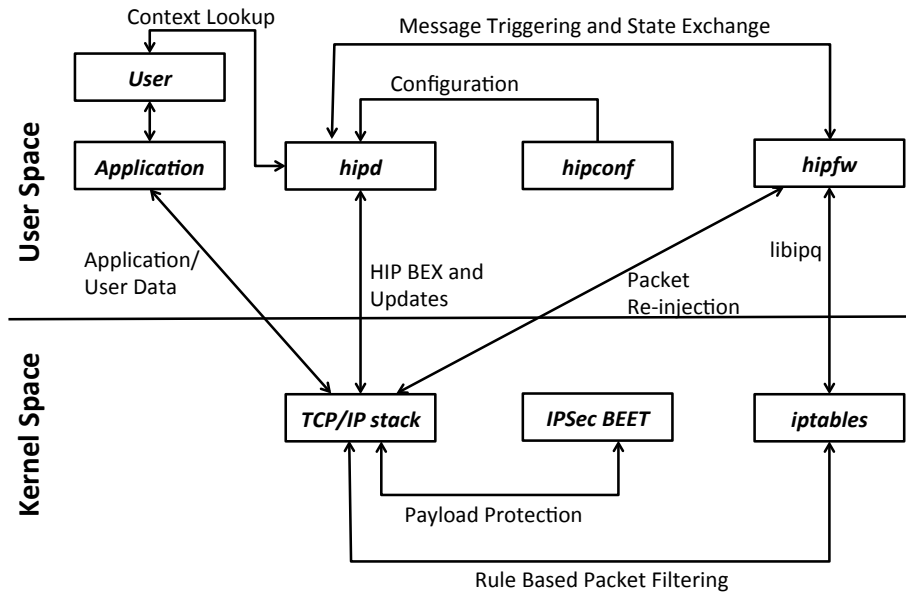 Context Lookup
Message Triggering and State Exchange
User
Configuration
Application
hipd
hipconf
hipfw
User Space
Application/
User Data
HIP BEX and
Updates
Packet
Re-injection
libipq
Kernel Space
TCP/IP stack
IPSec BEET
iptables
Payload Protection
Rule Based Packet Filtering